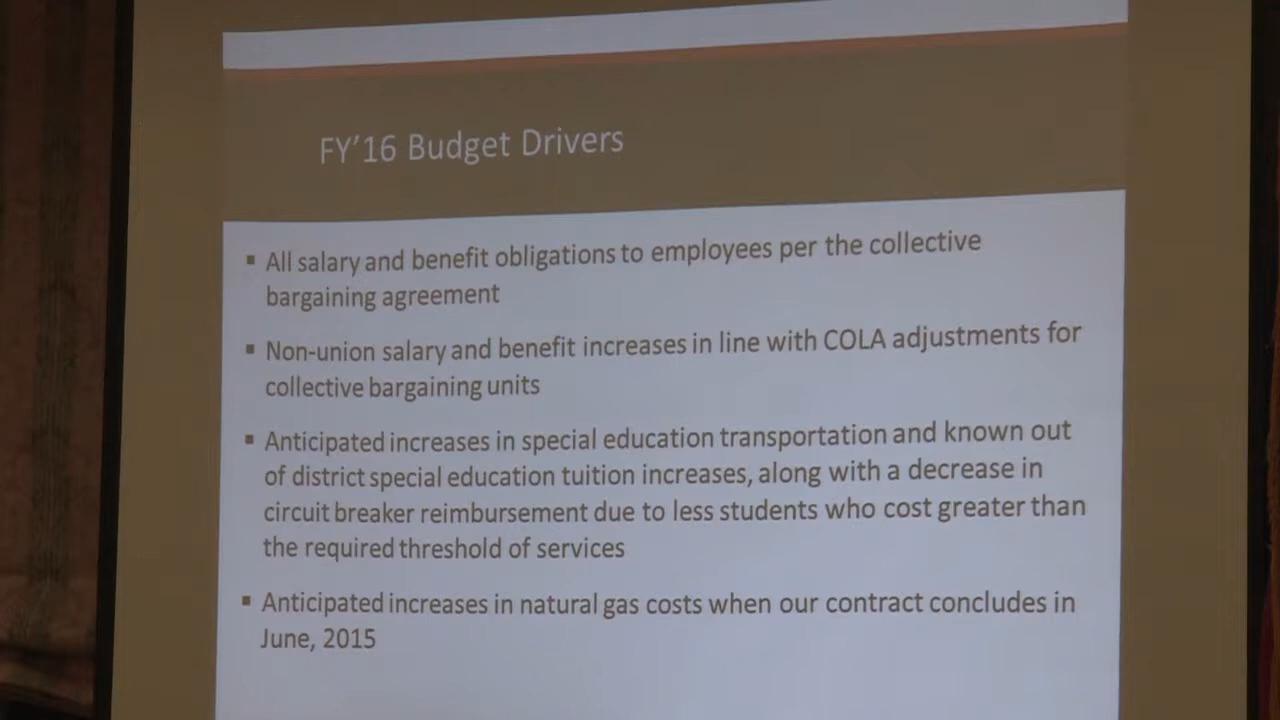 FY'16 Budget Drivers
▪ All salary and benefit obligations to employees per the collective
bargaining agreement
▪ Non-union salary and benefit increases in line with COLA adjustments for
collective bargaining units
▪ Anticipated increases in special education transportation and known out
of district special education tuition increases, along with a decrease in
circuit breaker reimbursement due to less students who cost greater than
the required threshold of services
▪ Anticipated increases in natural gas costs when our contract concludes in
June, 2015